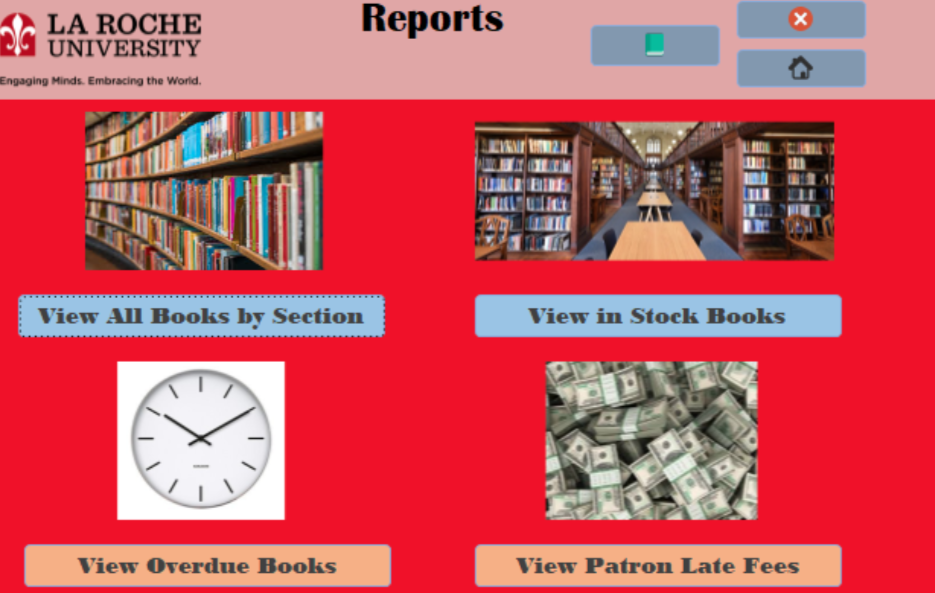 LA ROCHE
UNIVERSITY
Engaging Minds. Embracing the World.
Reports
View All Books by Section
View in Stock Books
View Overdue Books
View Patron Late Fees